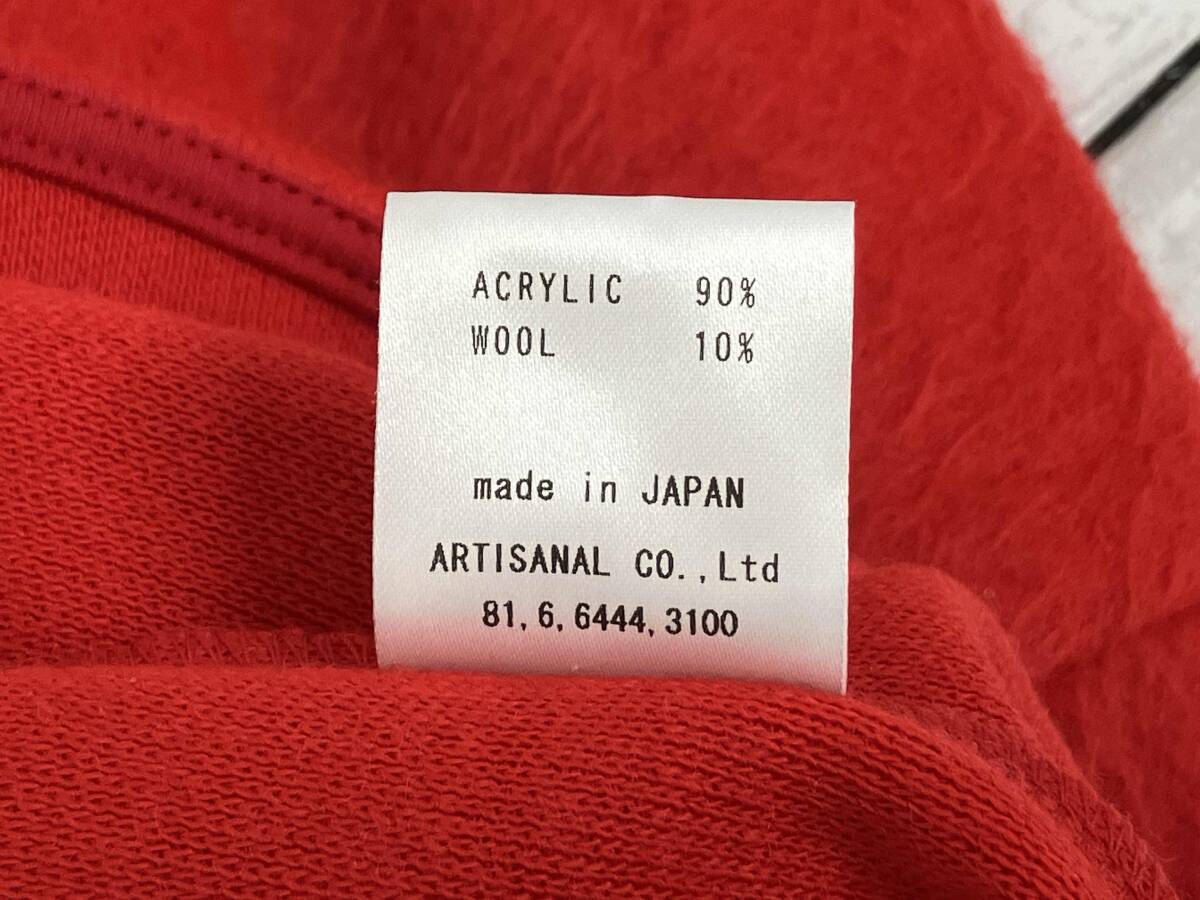 ACRYLIC 90%
WOOL 10%
made in JAPAN
ARTISANAL CO.,Ltd
81,6,6444,3100